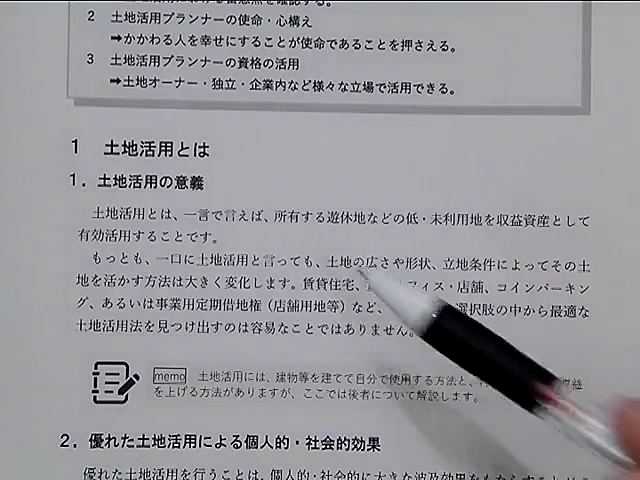 2 土地活用プランナーの使命・心構え
➡かかわる人を幸せにすることが使命であることを押さえる。
3 土地活用プランナーの資格の活用
➡土地オーナー・独立・企業内など様々な立場で活用できる。
1 土地活用とは
1．土地活用の意義
土地活用とは、一言で言えば、所有する遊休地などの低・未利用地を収益資産として
有効活用することです。
もっとも、一口に土地活用と言っても、土地の広さや形状、立地条件によってその土
地を活かす方法は大きく変化します。賃貸住宅、フィス・店舗、コインパーキン
グ、あるいは事業用定期借地権（店舗用地等）など、選択肢の中から最適な
土地活用法を見つけ出すのは容易なことではありません。
memo 土地活用には、建物等を建てて自分で使用する方法と、収益
を上げる方法がありますが、ここでは後者について解説します。
2．優れた土地活用による個人的・社会的効果
優れた土地活用を行うことは、個人的・社会的に大きな波及効果を